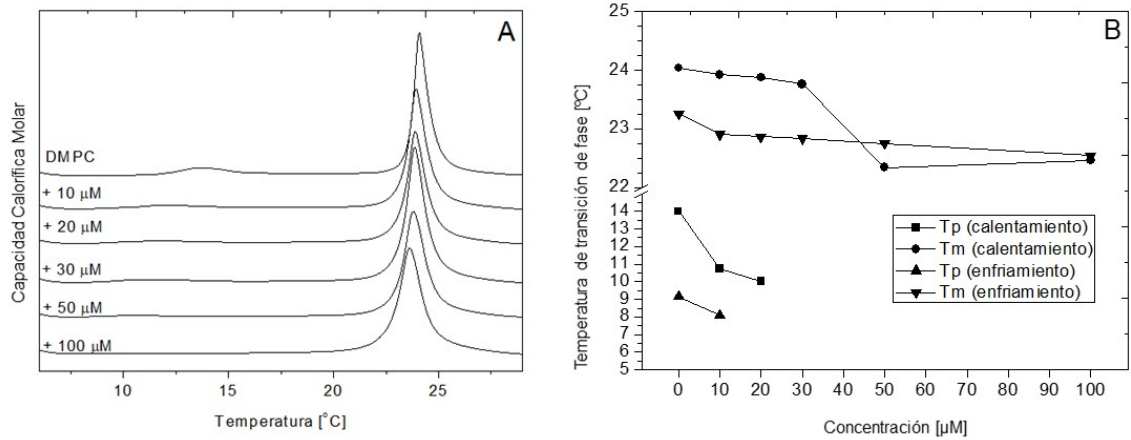 A
Capacidad Calorífica Molar
DMPC
+ 10 μM
+ 20 μM
+ 30 μM
+ 50 μM
+ 100 μM
10 15 20 25
Temperatura [°C]
B
Temperatura de transición de fase [ºC]
25
24
23
22
14
13
12
11
10
9
8
7
6
5
Tp (calentamiento)
Tm (calentamiento)
Tp (enfriamiento)
Tm (enfriamiento)
0 10 20 30 40 50 60 70 80 90 100
Concentración [µM]